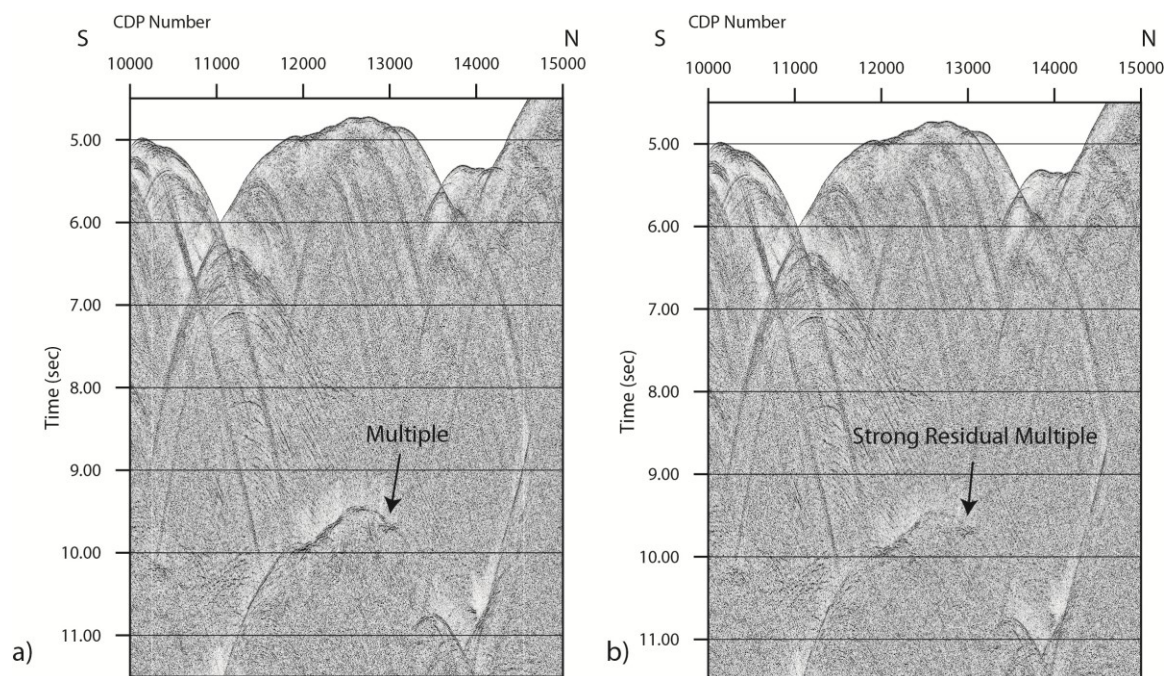 CDP Number
S N
10000 11000 12000 13000 14000 15000
5.00
6.00
7.00
8.00
9.00
10.00
11.00
Time (sec)
Multiple
a)
CDP Number
S N
10000 11000 12000 13000 14000 15000
5.00
6.00
7.00
8.00
9.00
10.00
11.00
Time (sec)
Strong Residual Multiple
b)